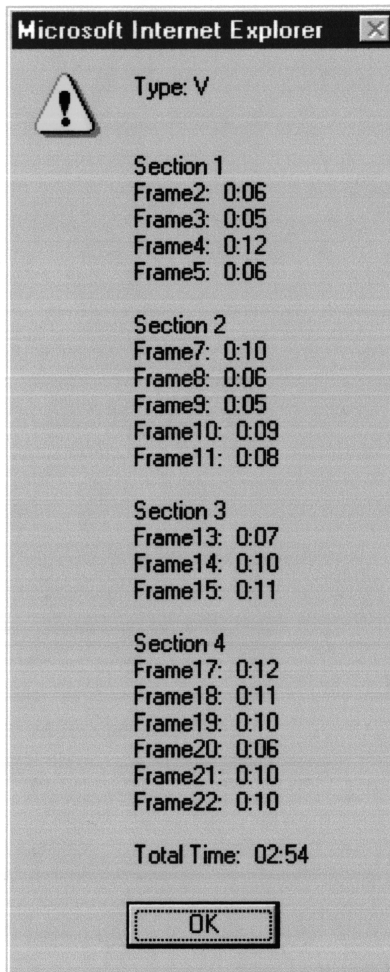 Microsoft Internet Explorer
Type: V
Section 1
Frame2: 0:06
Frame3: 0:05
Frame4: 0:12
Frame5: 0:06
Section 2
Frame7: 0:10
Frame8: 0:06
Frame9: 0:05
Frame10: 0:09
Frame11: 0:08
Section 3
Frame13: 0:07
Frame14: 0:10
Frame15: 0:11
Section 4
Frame17: 0:12
Frame18: 0:11
Frame19: 0:10
Frame20: 0:06
Frame21: 0:10
Frame22: 0:10
Total Time: 02:54
OK